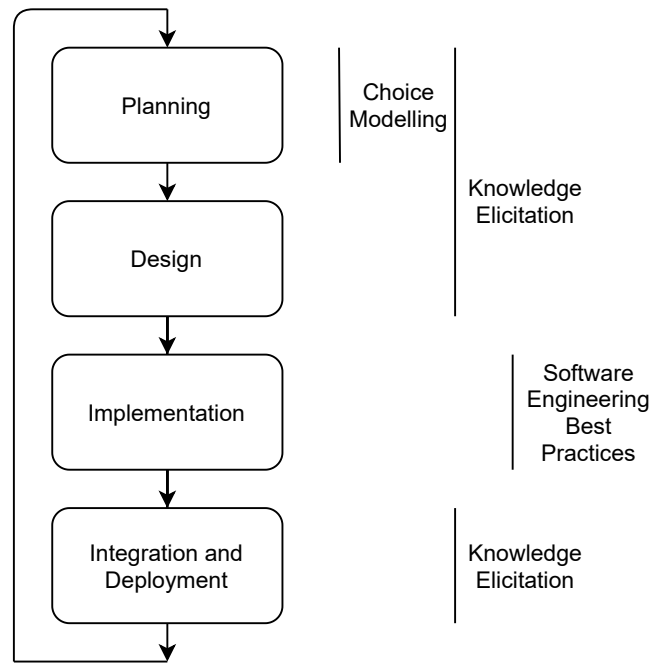 Planning
Choice
Modelling
Knowledge
Elicitation
Design
Implementation
Software
Engineering
Best
Practices
Integration and
Deployment
Knowledge
Elicitation